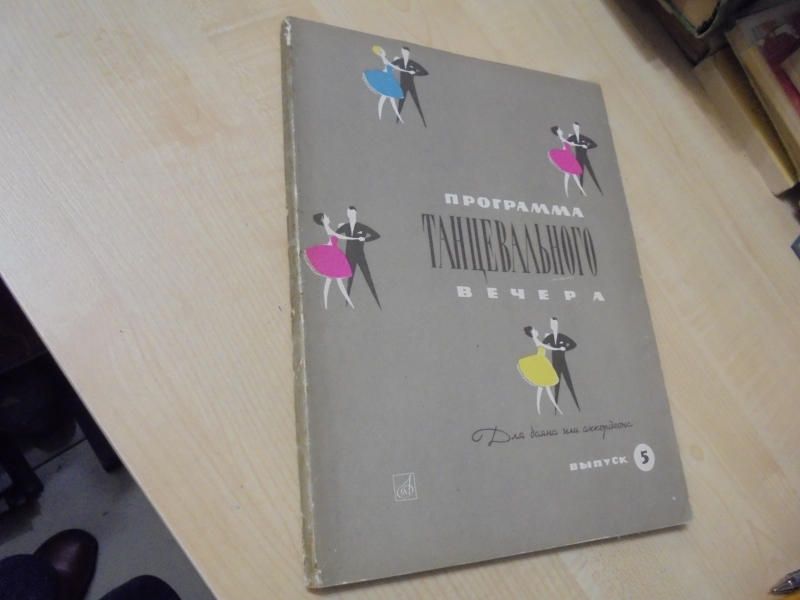 ПРОГРАММА
ТАНЦЕВАЛЬНОГО
ВЕЧЕРА
Для баяна или аккордеона
ВЫПУСК 5